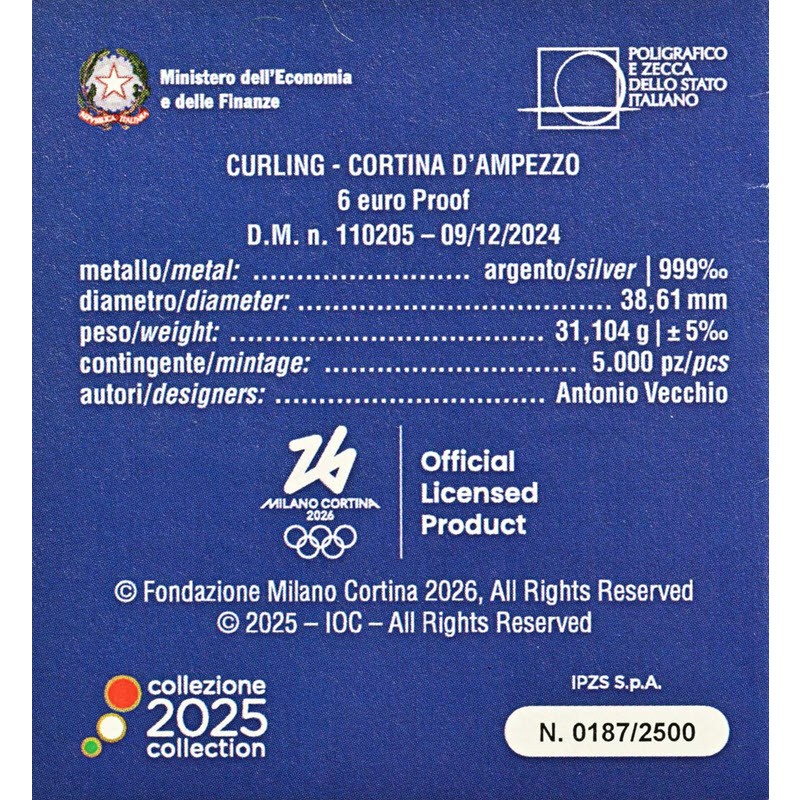 Ministero dell'Economia
e delle Finanze
REPVBBLICA ITALIANA
POLIGRAFICO
E ZECCA
DELLO STATO
ITALIANO
CURLING - CORTINA D'AMPEZZO
6 euro Proof
D.M. n. 110205 – 09/12/2024
metallo/metal: ......................... argento/silver | 999‰
diametro/diameter: .................................... 38,61 mm
peso/weight: ..................................... 31,104 g | ± 5‰
contingente/mintage: ............................. 5.000 pz/pcs
autori/designers: ............................... Antonio Vecchio
26
MILANO CORTINA
2026
Official
Licensed
Product
© Fondazione Milano Cortina 2026, All Rights Reserved
© 2025 – IOC – All Rights Reserved
collezione
2025
collection
IPZS S.p.A.
N. 0187/2500